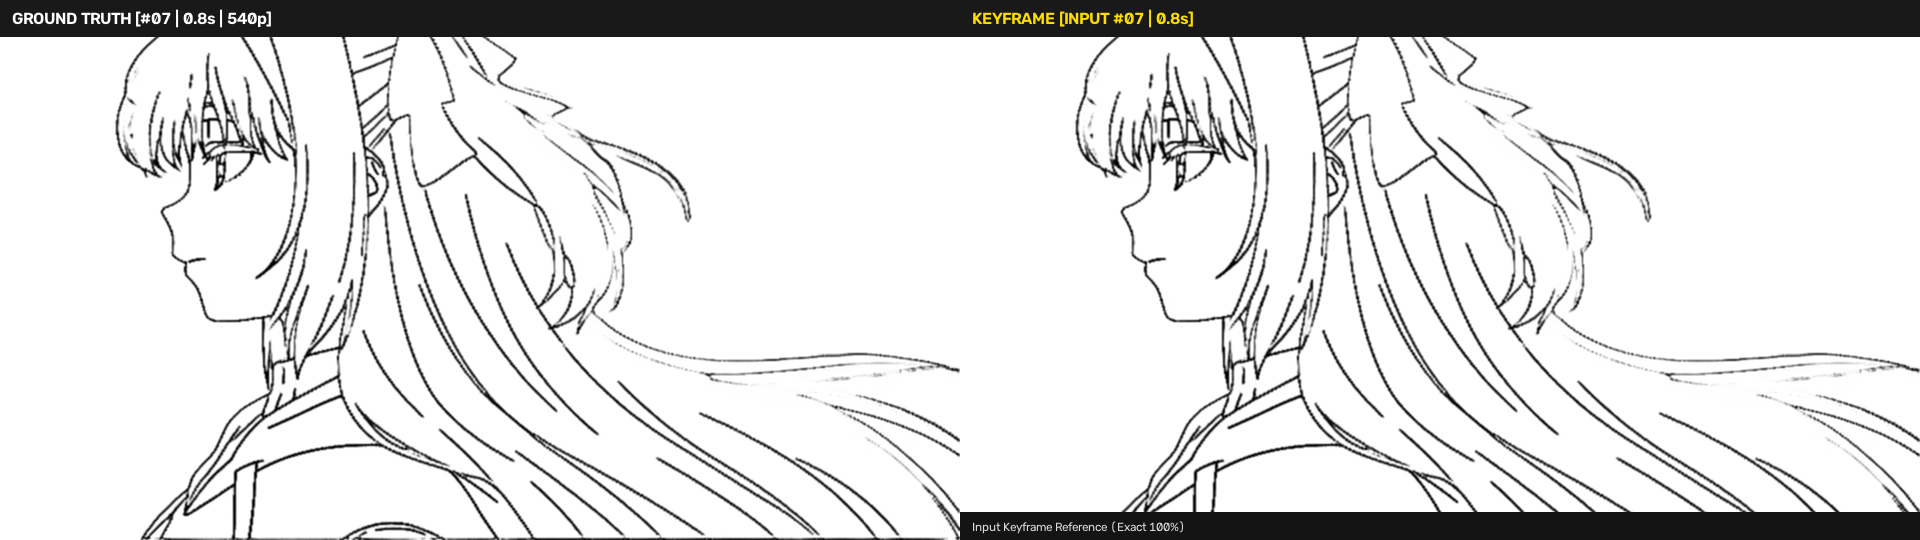 GROUND TRUTH [#07 | 0.8s | 540p]
KEYFRAME [INPUT #07 | 0.8s]
Input Keyframe Reference (Exact 100%)